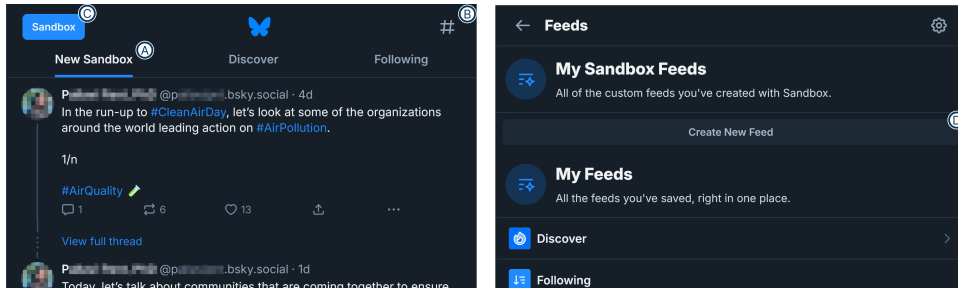 Sandbox
C
B
#
New Sandbox
A
Discover
Following
P @p .bsky.social · 4d
In the run-up to #CleanAirDay, let's look at some of the organizations
around the world leading action on #AirPollution.
1/n
#AirQuality
1
6
13
...
View full thread
P @p .bsky.social · 1d
Today, let's talk about communities that are coming together to ensure
Feeds
My Sandbox Feeds
All of the custom feeds you've created with Sandbox.
D
Create New Feed
My Feeds
All the feeds you've saved, right in one place.
Discover
Following